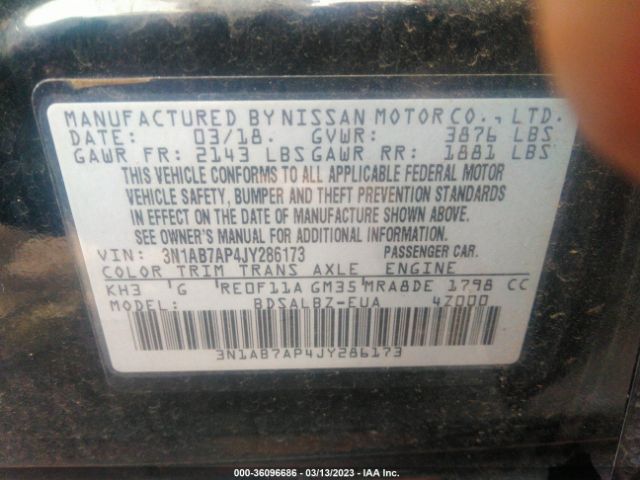 MANUFACTURED BY NISSAN MOTOR CO., LTD.
DATE: 03/18. GVWR: 3876 LBS
GAWR FR: 2143 LBS GAWR RR: 1881 LBS
THIS VEHICLE CONFORMS TO ALL APPLICABLE FEDERAL MOTOR
VEHICLE SAFETY, BUMPER AND THEFT PREVENTION STANDARDS
IN EFFECT ON THE DATE OF MANUFACTURE SHOWN ABOVE.
SEE OWNER'S MANUAL FOR ADDITIONAL INFORMATION.
VIN: 3N1AB7AP4JY286173 PASSENGER CAR.
COLOR TRIM TRANS AXLE ENGINE
KH3 G RE0F11A GM35 MRA8DE 1798 CC
MODEL: BDSALBZ-EUA 4Z000
3N1AB7AP4JY286173
000-36096686 - 03/13/2023 - IAA Inc.